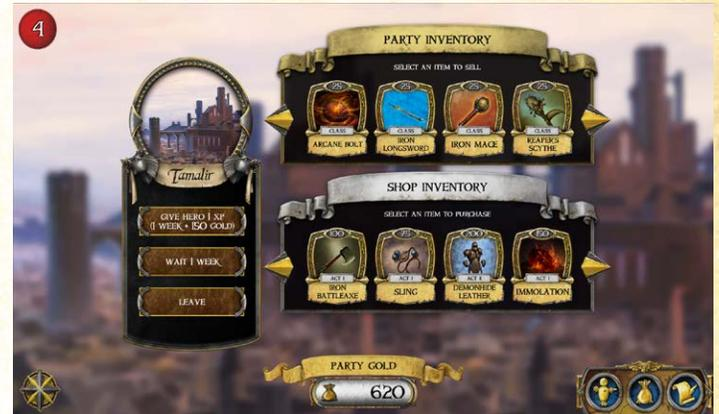 4
PARTY INVENTORY
SELECT AN ITEM TO SELL
25 25 25 25
CLASS CLASS CLASS CLASS
ARCANE BOLT
IRON
LONGSWORD
IRON MACE
REAPER'S
SCYTHE
Tamalir
GIVE HERO 1 XP
(1 WEEK + 150 GOLD)
WAIT 1 WEEK
LEAVE
SHOP INVENTORY
SELECT AN ITEM TO PURCHASE
100 75 200 150
ACT I ACT I ACT I
IRON
BATTLEAXE
SLING
DEMONHIDE
LEATHER
IMMOLATION
PARTY GOLD
620